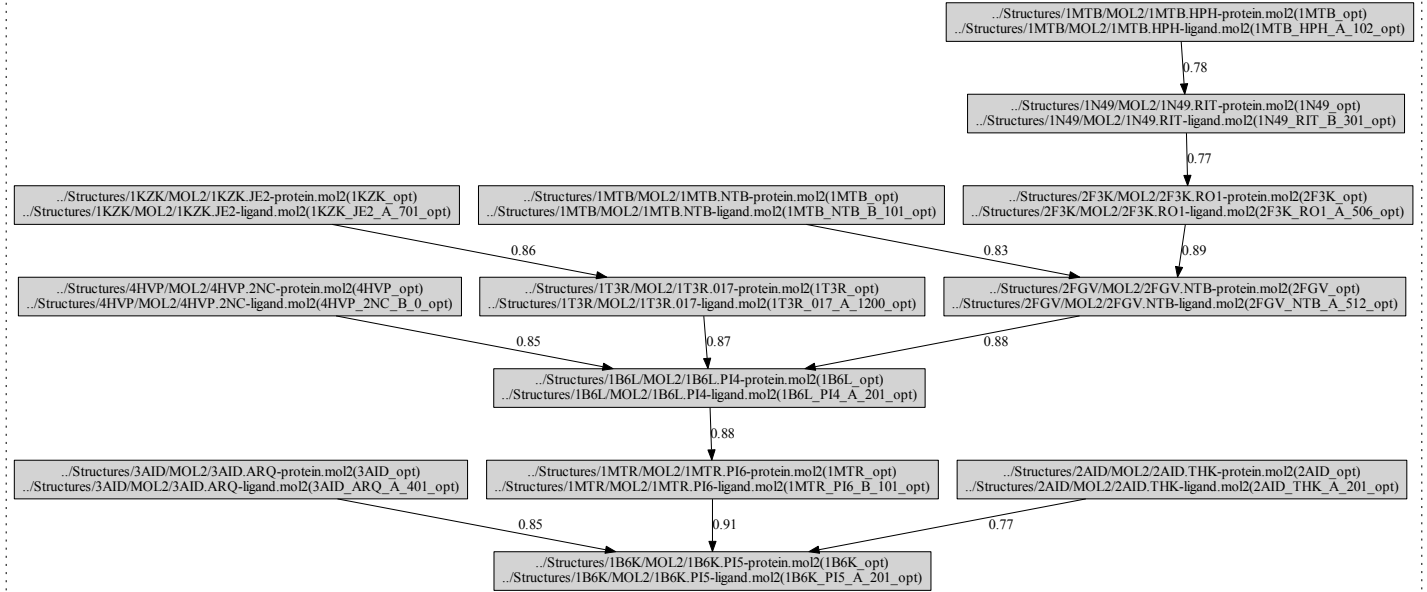 ../Structures/1MTB/MOL2/1MTB.HPH-protein.mol2(1MTB_opt)
../Structures/1MTB/MOL2/1MTB.HPH-ligand.mol2(1MTB_HPH_A_102_opt)
0.78
../Structures/1N49/MOL2/1N49.RIT-protein.mol2(1N49_opt)
../Structures/1N49/MOL2/1N49.RIT-ligand.mol2(1N49_RIT_B_301_opt)
0.77
../Structures/1KZK/MOL2/1KZK.JE2-protein.mol2(1KZK_opt)
../Structures/1KZK/MOL2/1KZK.JE2-ligand.mol2(1KZK_JE2_A_701_opt)
../Structures/1MTB/MOL2/1MTB.NTB-protein.mol2(1MTB_opt)
../Structures/1MTB/MOL2/1MTB.NTB-ligand.mol2(1MTB_NTB_B_101_opt)
../Structures/2F3K/MOL2/2F3K.RO1-protein.mol2(2F3K_opt)
../Structures/2F3K/MOL2/2F3K.RO1-ligand.mol2(2F3K_RO1_A_506_opt)
0.86
0.83
0.89
../Structures/4HVP/MOL2/4HVP.2NC-protein.mol2(4HVP_opt)
../Structures/4HVP/MOL2/4HVP.2NC-ligand.mol2(4HVP_2NC_B_0_opt)
../Structures/1T3R/MOL2/1T3R.017-protein.mol2(1T3R_opt)
../Structures/1T3R/MOL2/1T3R.017-ligand.mol2(1T3R_017_A_1200_opt)
../Structures/2FGV/MOL2/2FGV.NTB-protein.mol2(2FGV_opt)
../Structures/2FGV/MOL2/2FGV.NTB-ligand.mol2(2FGV_NTB_A_512_opt)
0.85
0.87
0.88
../Structures/1B6L/MOL2/1B6L.PI4-protein.mol2(1B6L_opt)
../Structures/1B6L/MOL2/1B6L.PI4-ligand.mol2(1B6L_PI4_A_201_opt)
0.88
../Structures/3AID/MOL2/3AID.ARQ-protein.mol2(3AID_opt)
../Structures/3AID/MOL2/3AID.ARQ-ligand.mol2(3AID_ARQ_A_401_opt)
../Structures/1MTR/MOL2/1MTR.PI6-protein.mol2(1MTR_opt)
../Structures/1MTR/MOL2/1MTR.PI6-ligand.mol2(1MTR_PI6_B_101_opt)
../Structures/2AID/MOL2/2AID.THK-protein.mol2(2AID_opt)
../Structures/2AID/MOL2/2AID.THK-ligand.mol2(2AID_THK_A_201_opt)
0.85
0.91
0.77
../Structures/1B6K/MOL2/1B6K.PI5-protein.mol2(1B6K_opt)
../Structures/1B6K/MOL2/1B6K.PI5-ligand.mol2(1B6K_PI5_A_201_opt)